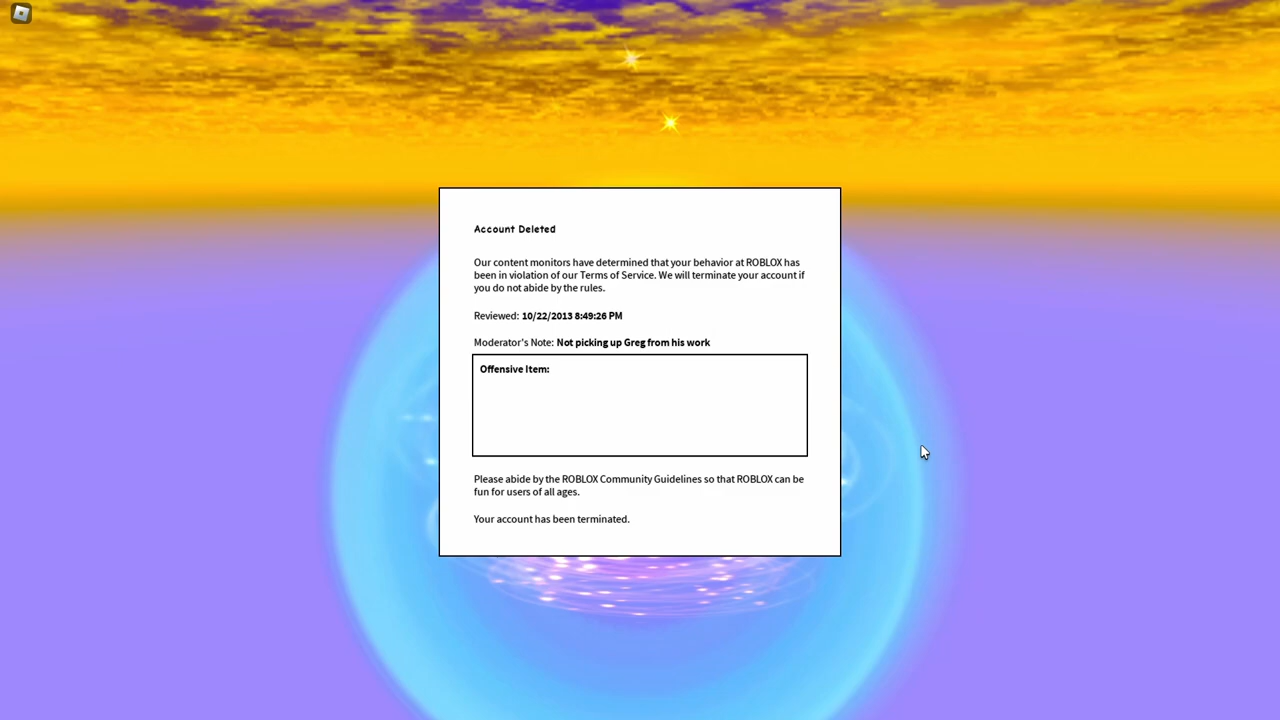 Account Deleted
Our content monitors have determined that your behavior at ROBLOX has
been in violation of our Terms of Service. We will terminate your account if
you do not abide by the rules.
Reviewed: 10/22/2013 8:49:26 PM
Moderator's Note: Not picking up Greg from his work
Offensive Item:
Please abide by the ROBLOX Community Guidelines so that ROBLOX can be
fun for users of all ages.
Your account has been terminated.